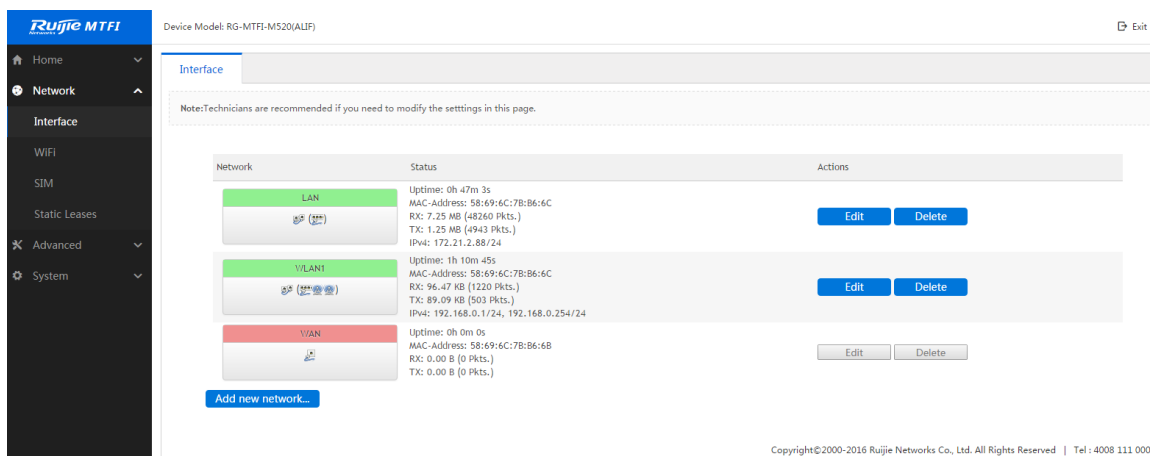 Ruijie MTFI
Networks
Device Model: RG-MTFI-M520(ALIF)
Exit
Home
Network
Interface
WiFi
SIM
Static Leases
Advanced
System
Interface
Note:Technicians are recommended if you need to modify the setttings in this page.
Network Status Actions
LAN
Uptime: 0h 47m 3s
MAC-Address: 58:69:6C:7B:B6:6C
RX: 7.25 MB (48260 Pkts.)
TX: 1.25 MB (4943 Pkts.)
IPv4: 172.21.2.88/24
Edit Delete
WLAN1
Uptime: 1h 10m 45s
MAC-Address: 58:69:6C:7B:B6:6C
RX: 96.47 KB (1220 Pkts.)
TX: 89.09 KB (503 Pkts.)
IPv4: 192.168.0.1/24, 192.168.0.254/24
Edit Delete
WAN
Uptime: 0h 0m 0s
MAC-Address: 58:69:6C:7B:B6:6B
RX: 0.00 B (0 Pkts.)
TX: 0.00 B (0 Pkts.)
Edit Delete
Add new network...
Copyright©2000-2016 Ruijie Networks Co., Ltd. All Rights Reserved | Tel : 4008 111 000